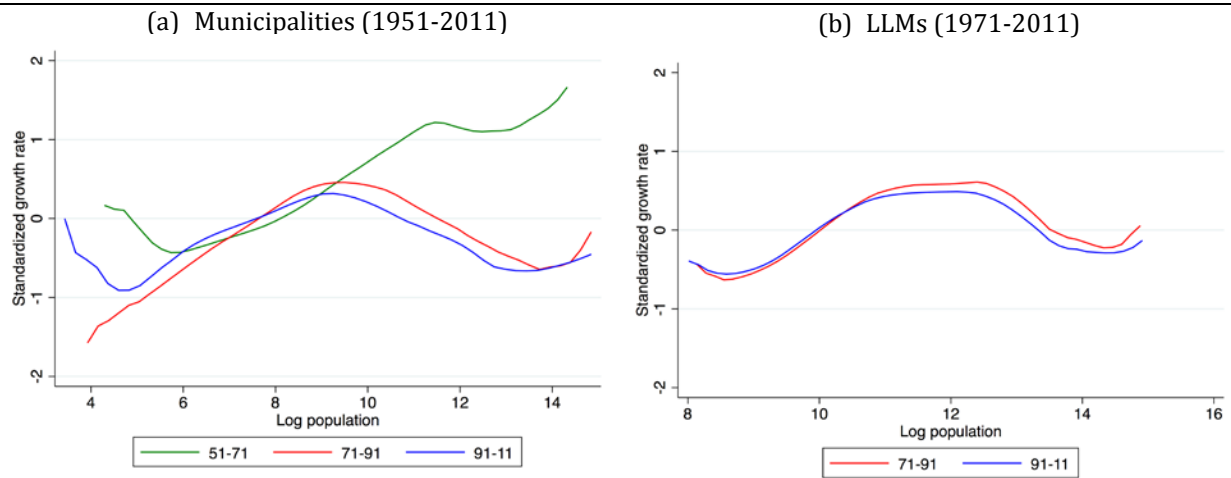 (a) Municipalities (1951-2011)
2
1
0
-1
-2
Standardized growth rate
4 6 8 10 12 14
Log population
51-71 71-91 91-11
(b) LLMs (1971-2011)
2
1
0
-1
-2
Standardized growth rate
8 10 12 14 16
Log population
71-91 91-11